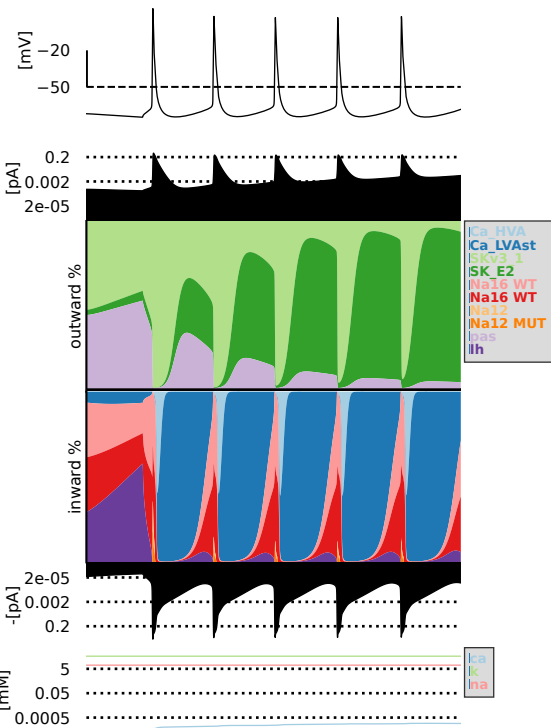 [mV]
−20
−50
[pA]
0.2
0.002
2e-05
outward %
Ca_HVA
Ca_LVAst
SKv3_1
SK_E2
Na16 WT
Na16 WT
Na12
Na12 MUT
pas
Ih
inward %
-[pA]
2e-05
0.002
0.2
[mM]
5
0.05
0.0005
ca
k
na